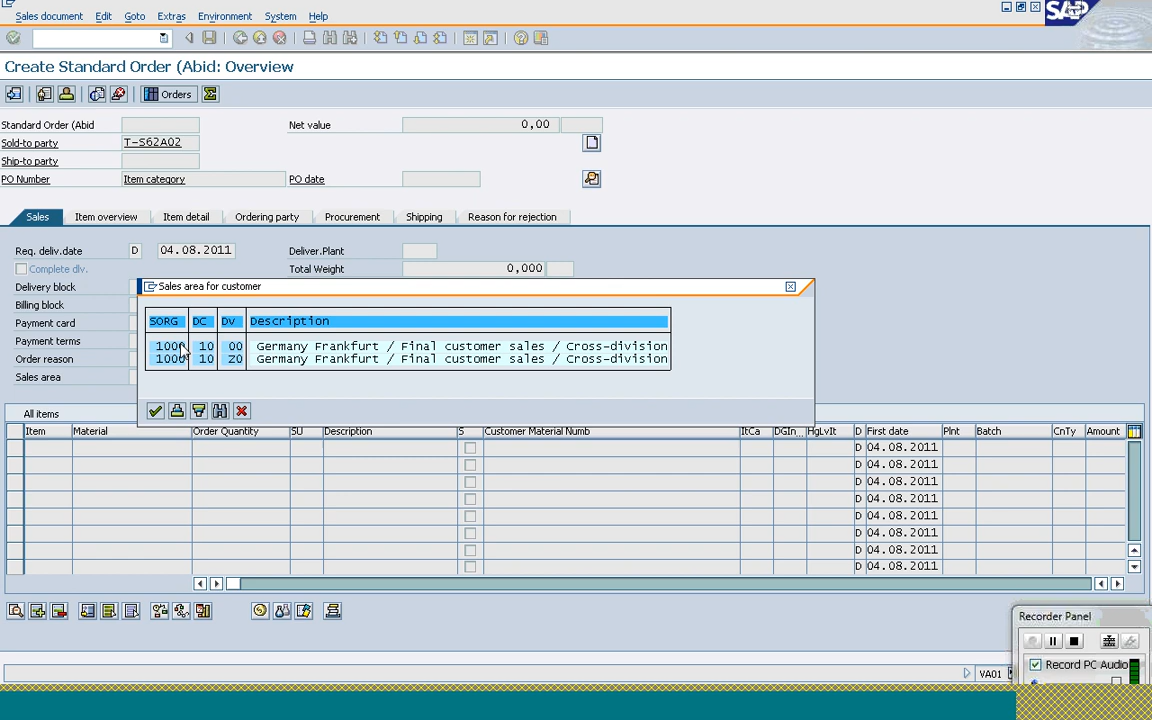 Sales document Edit Goto Extras Environment System Help
SAP
Create Standard Order (Abid: Overview
Orders
Standard Order (Abid Net value 0,00
Sold-to party T-S62A02
Ship-to party
PO Number Item category PO date
Sales Item overview Item detail Ordering party Procurement Shipping Reason for rejection
Req. deliv.date D 04.08.2011 Deliver.Plant
Complete dlv. Total Weight 0,000
Delivery block
Billing block
Payment card
Payment terms
Order reason
Sales area
Sales area for customer
SORG DC Dv Description
1000 10 00 Germany Frankfurt / Final customer sales / Cross-division
1000 10 Z0 Germany Frankfurt / Final customer sales / Cross-division
All items
Item Material Order Quantity SU Description S Customer Material Numb ItCa DGIn... HgLvIt D First date Plnt Batch CnTy Amount
D 04.08.2011
D 04.08.2011
D 04.08.2011
D 04.08.2011
D 04.08.2011
D 04.08.2011
D 04.08.2011
D 04.08.2011
Recorder Panel
Record PC Audio
VA01